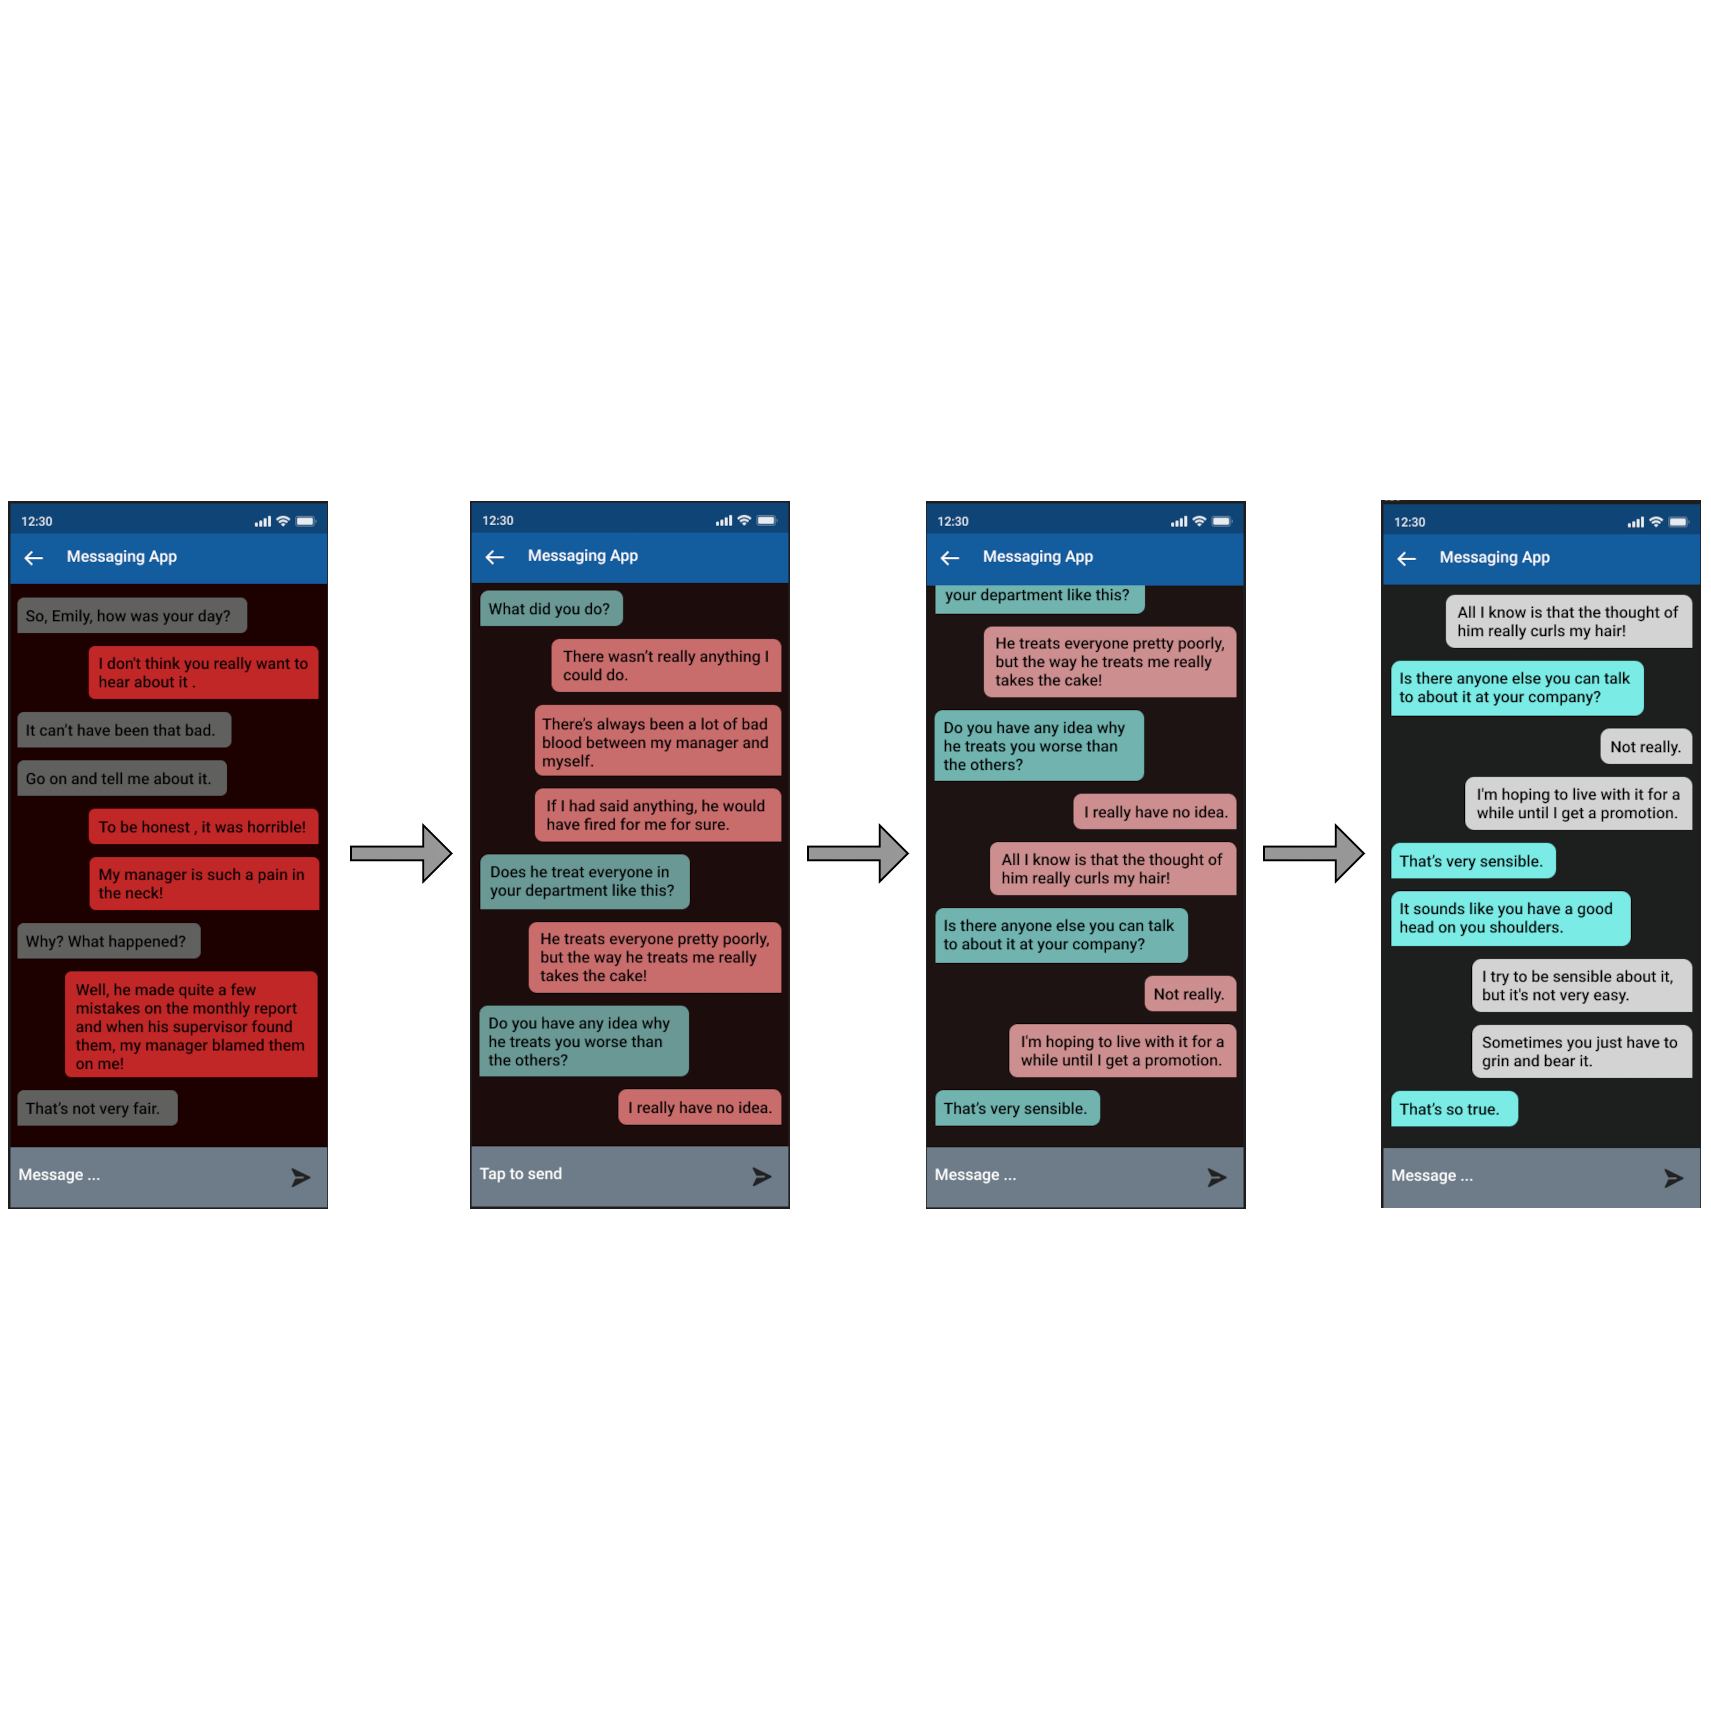 12:30
Messaging App
So, Emily, how was your day?
I don't think you really want to
hear about it .
It can't have been that bad.
Go on and tell me about it.
To be honest , it was horrible!
My manager is such a pain in
the neck!
Why? What happened?
Well, he made quite a few
mistakes on the monthly report
and when his supervisor found
them, my manager blamed them
on me!
That's not very fair.
Message ...
12:30
Messaging App
What did you do?
There wasn't really anything I
could do.
There's always been a lot of bad
blood between my manager and
myself.
If I had said anything, he would
have fired for me for sure.
Does he treat everyone in
your department like this?
He treats everyone pretty poorly,
but the way he treats me really
takes the cake!
Do you have any idea why
he treats you worse than
the others?
I really have no idea.
Tap to send
12:30
Messaging App
your department like this?
He treats everyone pretty poorly,
but the way he treats me really
takes the cake!
Do you have any idea why
he treats you worse than
the others?
I really have no idea.
All I know is that the thought of
him really curls my hair!
Is there anyone else you can talk
to about it at your company?
Not really.
I'm hoping to live with it for a
while until I get a promotion.
That's very sensible.
Message ...
12:30
Messaging App
All I know is that the thought of
him really curls my hair!
Is there anyone else you can talk
to about it at your company?
Not really.
I'm hoping to live with it for a
while until I get a promotion.
That's very sensible.
It sounds like you have a good
head on you shoulders.
I try to be sensible about it,
but it's not very easy.
Sometimes you just have to
grin and bear it.
That's so true.
Message ...